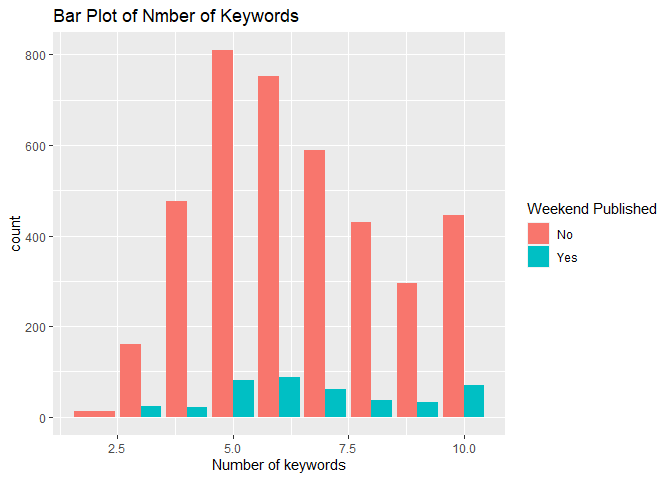 Bar Plot of Nmber of Keywords
800
600
400
200
0
count
2.5 5.0 7.5 10.0
Number of keywords
Weekend Published
No
Yes